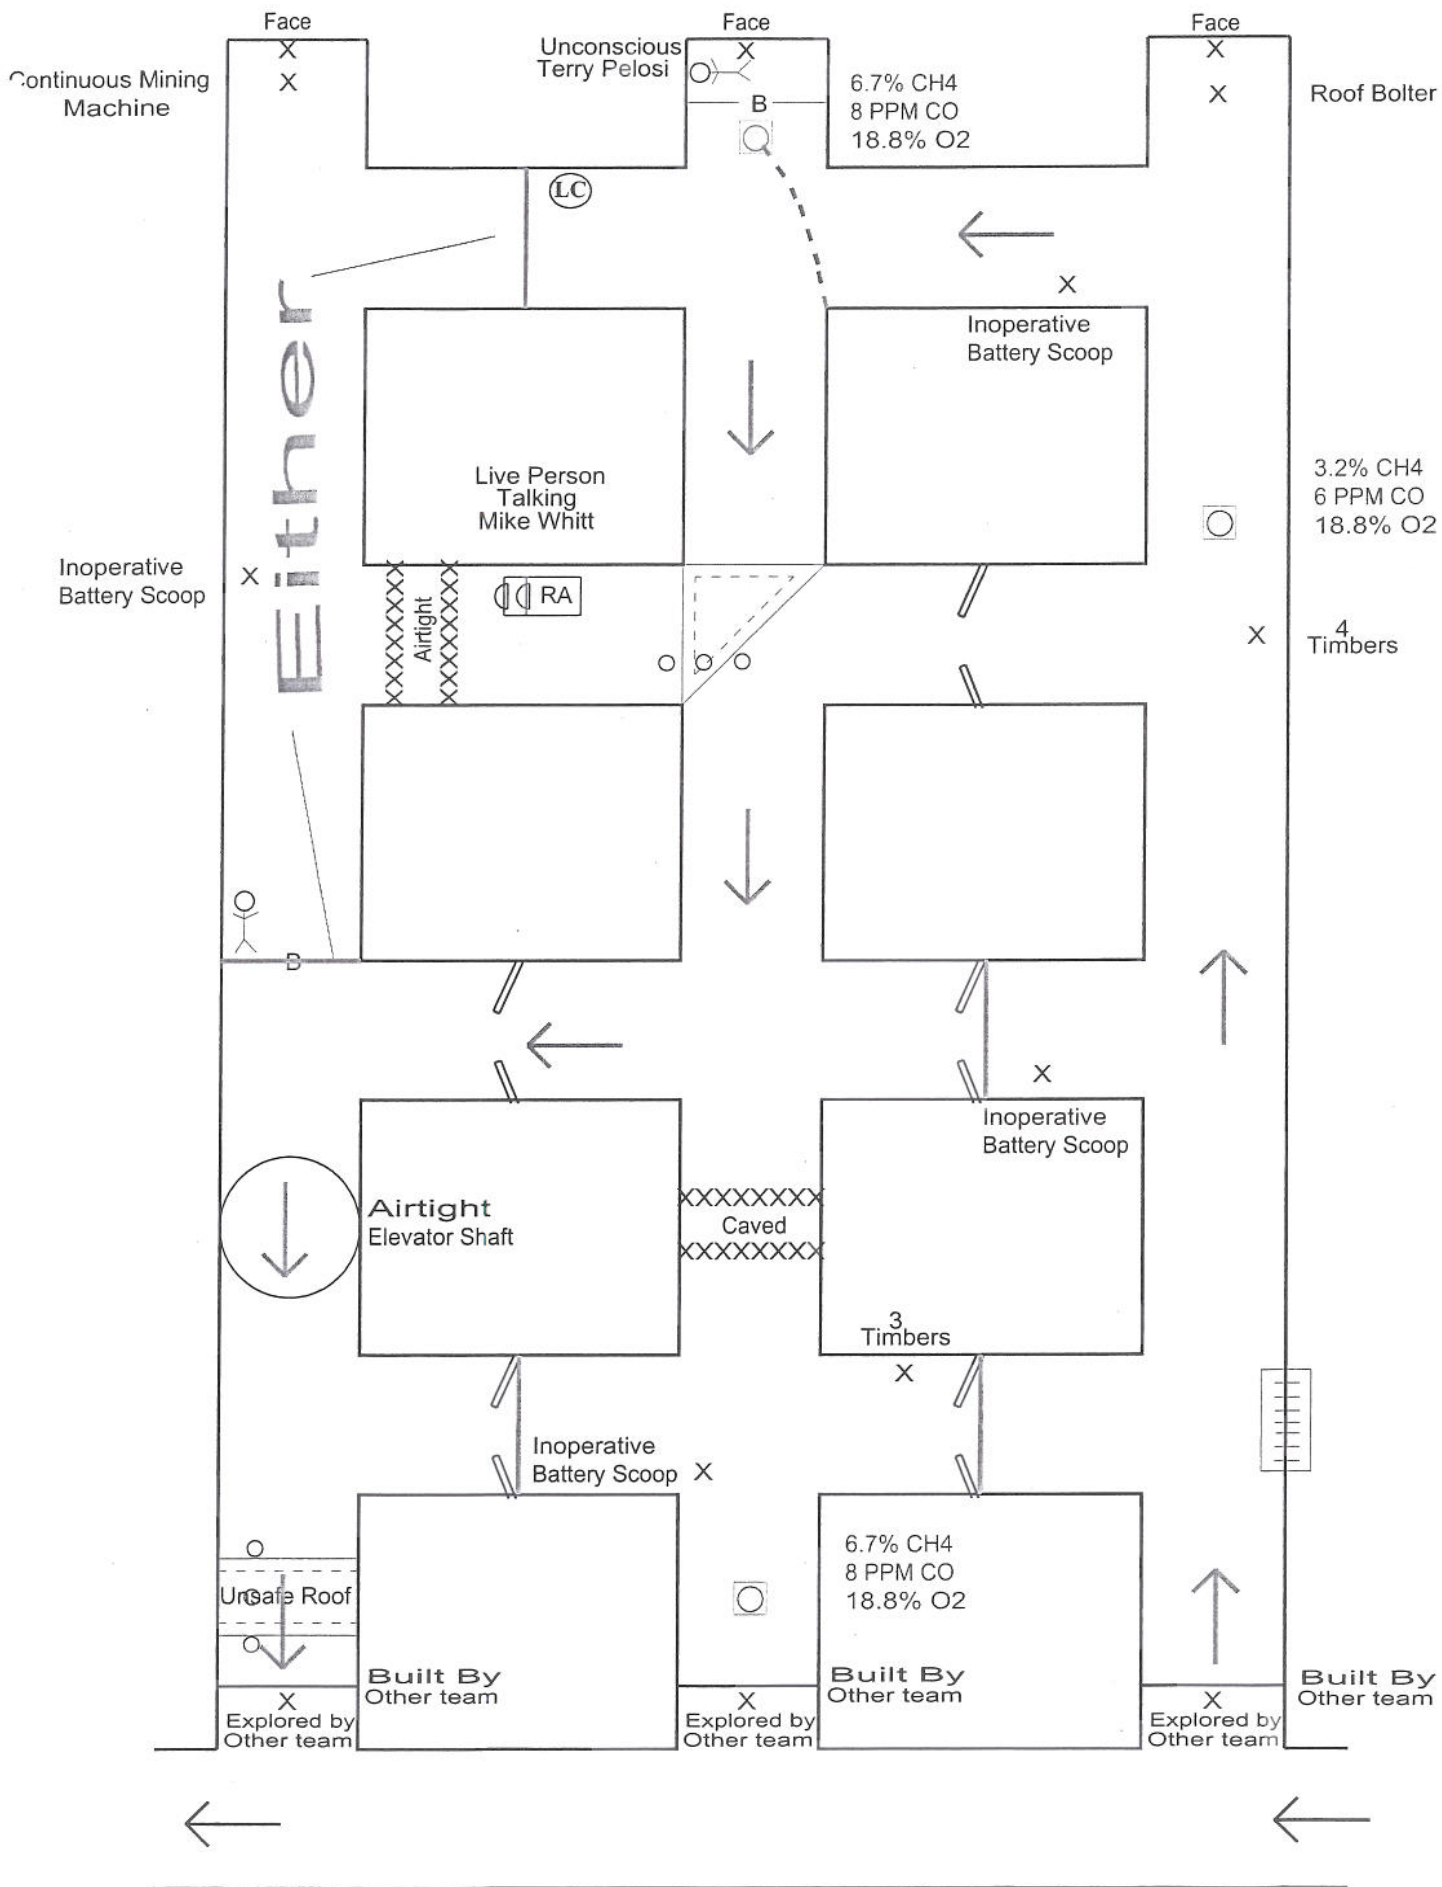 Face
Face
Face
X
X
X
Continuous Mining
Machine
X
Unconscious
Terry Pelosi
B
6.7% CH4
8 PPM CO
18.8% O2
X
Roof Bolter
LC
X
Inoperative
Battery Scoop
Either
Live Person
Talking
Mike Whitt
3.2% CH4
6 PPM CO
18.8% O2
Inoperative
Battery Scoop
X
Airtight
RA
X
4
Timbers
B
X
Inoperative
Battery Scoop
Airtight
Elevator Shaft
XXXXXXXX
Caved
XXXXXXXX
3
Timbers
X
Inoperative
Battery Scoop
X
6.7% CH4
8 PPM CO
18.8% O2
Unsafe Roof
Built By
Other team
Built By
Other team
Built By
Other team
X
Explored by
Other team
X
Explored by
Other team
X
Explored by
Other team